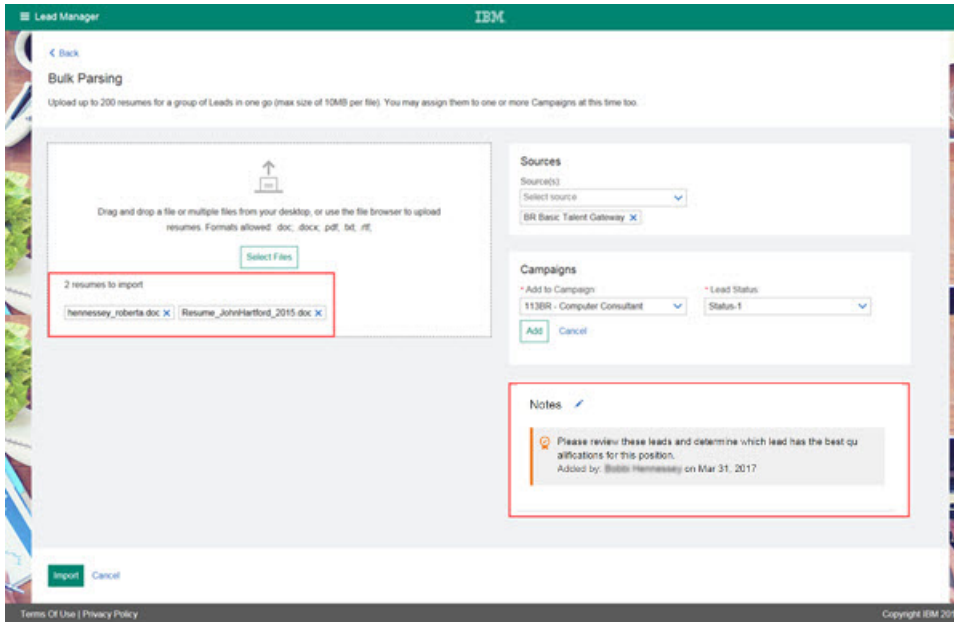 Lead Manager
IBM
Back
Bulk Parsing
Upload up to 200 resumes for a group of Leads in one go (max size of 10MB per file). You may assign them to one or more Campaigns at this time too.
Drag and drop a file or multiple files from your desktop, or use the file browser to upload
resumes. Formats allowed: .doc, .docx, .pdf, .txt, .rtf,
Select Files
2 resumes to import
hennessey_roberta.doc Resume_JohnHartford_2015.doc
Sources
Source(s):
Select source
BR Basic Talent Gateway
Campaigns
* Add to Campaign: * Lead Status:
113BR - Computer Consultant Status-1
Add Cancel
Notes
Please review these leads and determine which lead has the best qu
alifications for this position.
Added by: on Mar 31, 2017
Import Cancel
Terms Of Use | Privacy Policy Copyright IBM 201